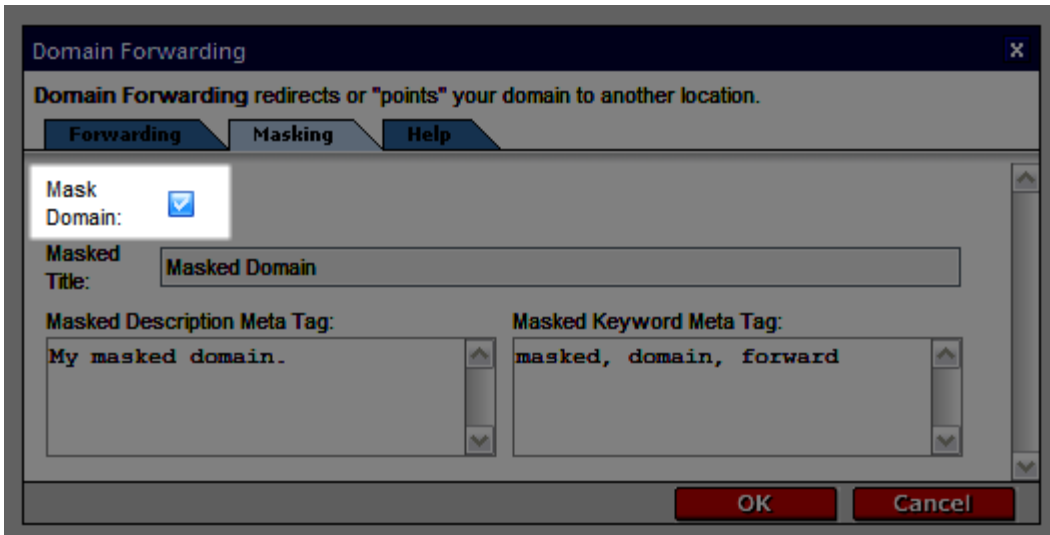 Domain Forwarding x
Domain Forwarding redirects or "points" your domain to another location.
Forwarding Masking Help
Mask
Domain:
Masked
Title:
Masked Domain
Masked Description Meta Tag: Masked Keyword Meta Tag:
My masked domain. masked, domain, forward
OK Cancel